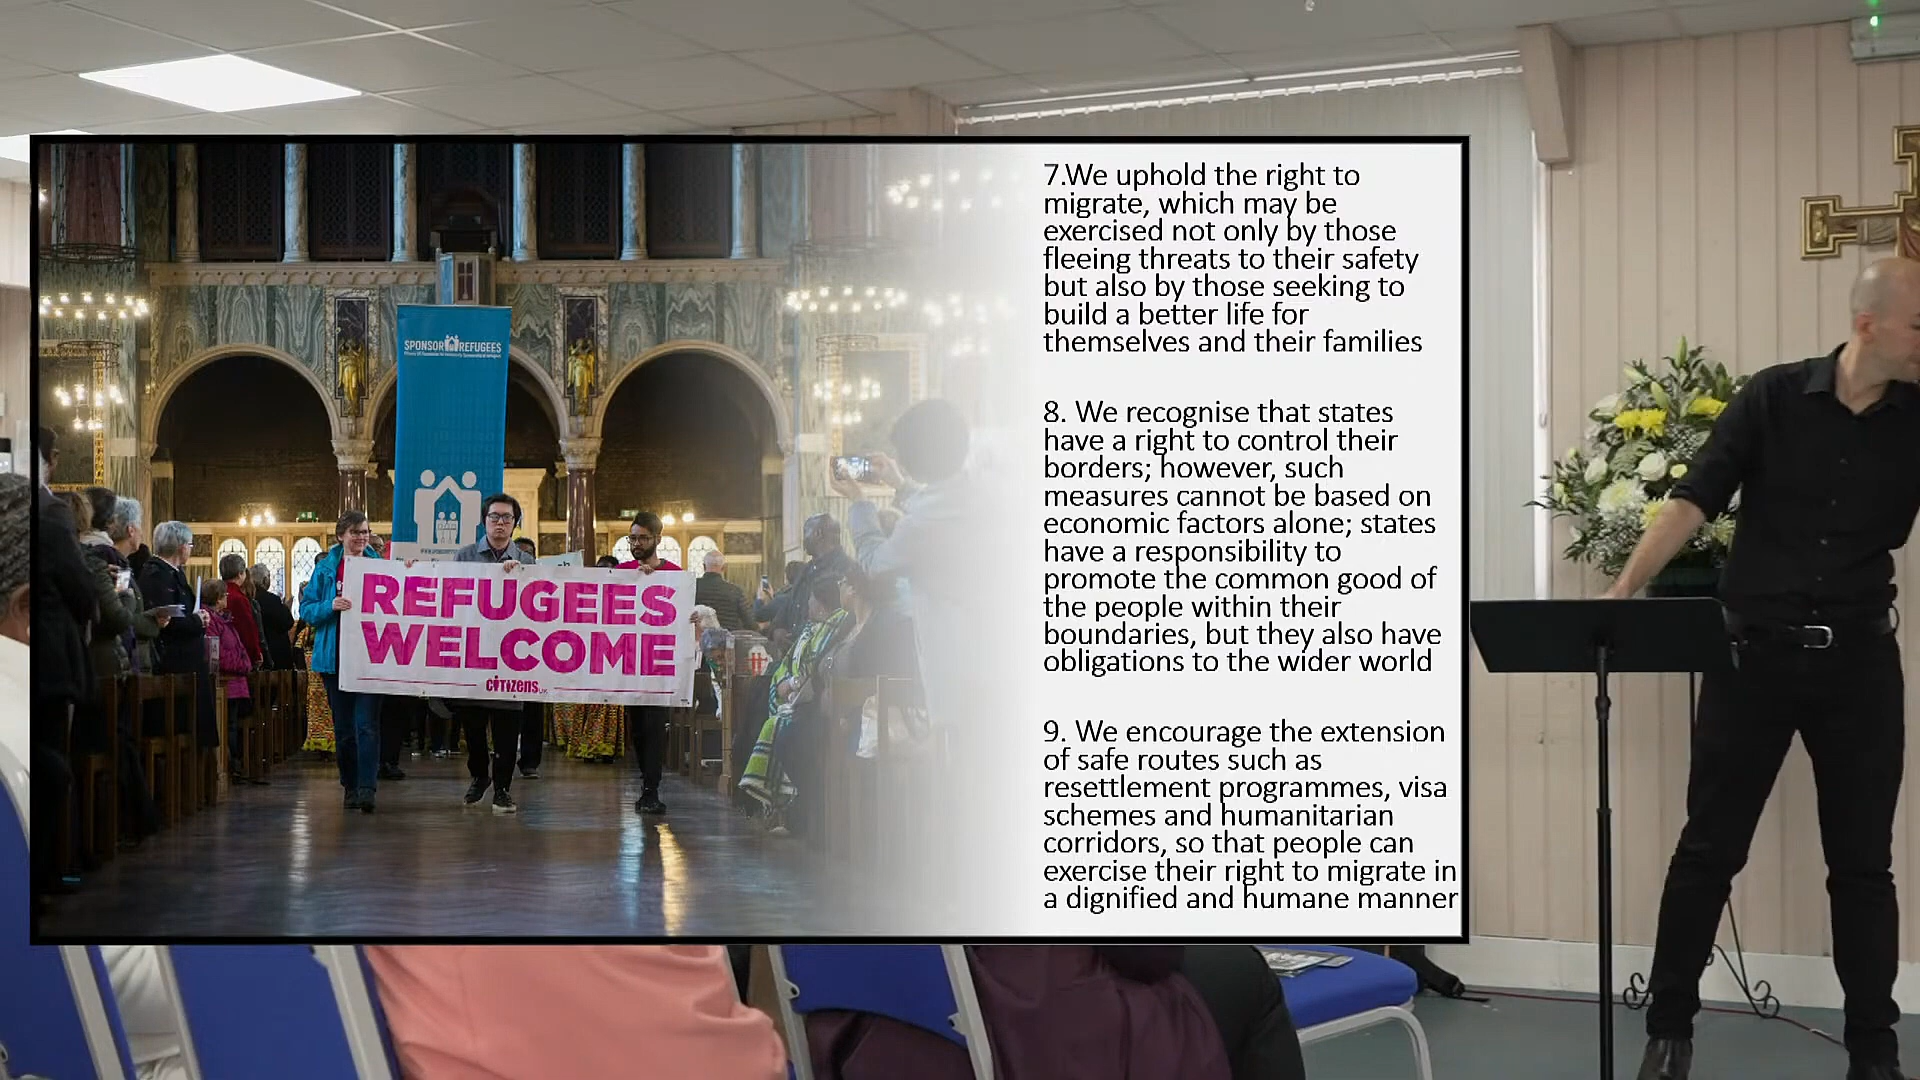 SPONSOR REFUGEES
REFUGEES
WELCOME
CITIZENS UK
7.We uphold the right to
migrate, which may be
exercised not only by those
fleeing threats to their safety
but also by those seeking to
build a better life for
themselves and their families
8. We recognise that states
have a right to control their
borders; however, such
measures cannot be based on
economic factors alone; states
have a responsibility to
promote the common good of
the people within their
boundaries, but they also have
obligations to the wider world
9. We encourage the extension
of safe routes such as
resettlement programmes, visa
schemes and humanitarian
corridors, so that people can
exercise their right to migrate in
a dignified and humane manner